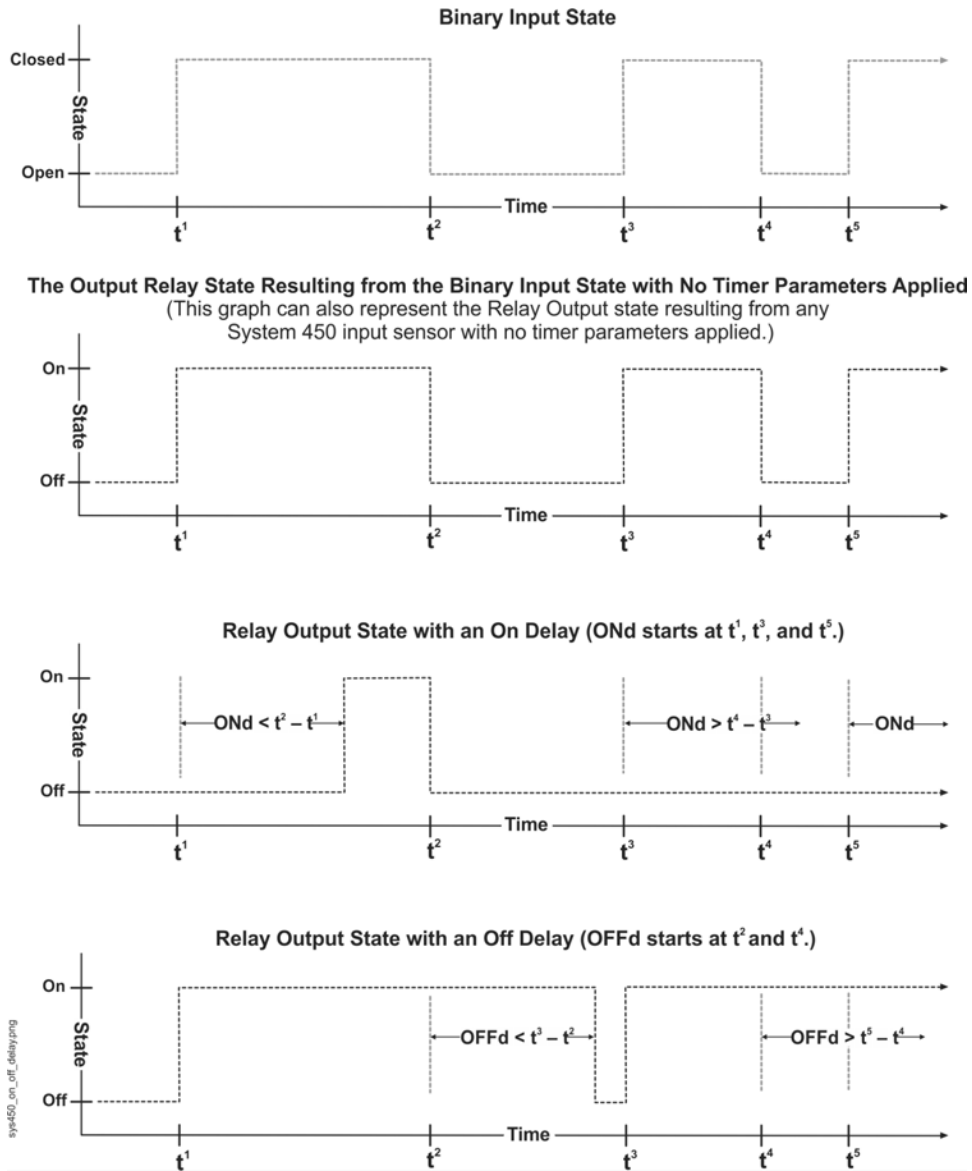 Binary Input State
Closed
State
Open
Time
t¹ t² t³ t⁴ t⁵
The Output Relay State Resulting from the Binary Input State with No Timer Parameters Applied
(This graph can also represent the Relay Output state resulting from any
System 450 input sensor with no timer parameters applied.)
On
State
Off
Time
t¹ t² t³ t⁴ t⁵
Relay Output State with an On Delay (ONd starts at t¹, t³, and t⁵.)
On
State
ONd < t² – t¹ ONd > t⁴ – t³ ONd
Off
Time
t¹ t² t³ t⁴ t⁵
Relay Output State with an Off Delay (OFFd starts at t² and t⁴.)
On
State
OFFd < t³ – t² OFFd > t⁵ – t⁴
Off
Time
t¹ t² t³ t⁴ t⁵
sys450_on_off_delay.png